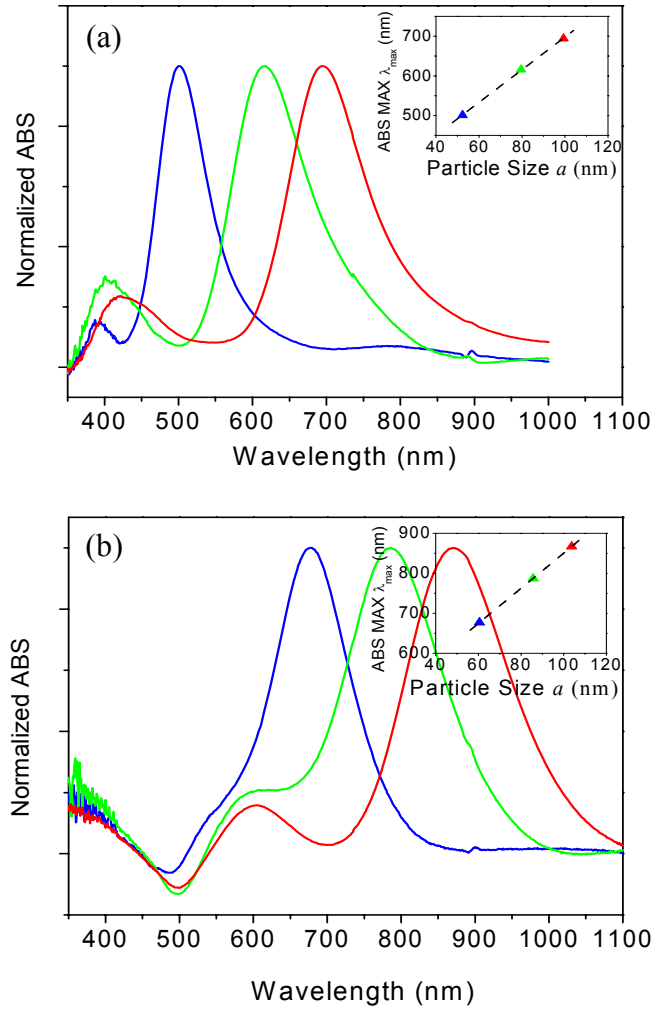 (a)
ABS MAX λmax (nm)
700
600
500
40 60 80 100 120
Particle Size a (nm)
Normalized ABS
400 500 600 700 800 900 1000 1100
Wavelength (nm)
(b)
ABS MAX λmax (nm)
900
800
700
600
40 60 80 100 120
Particle Size a (nm)
Normalized ABS
400 500 600 700 800 900 1000 1100
Wavelength (nm)